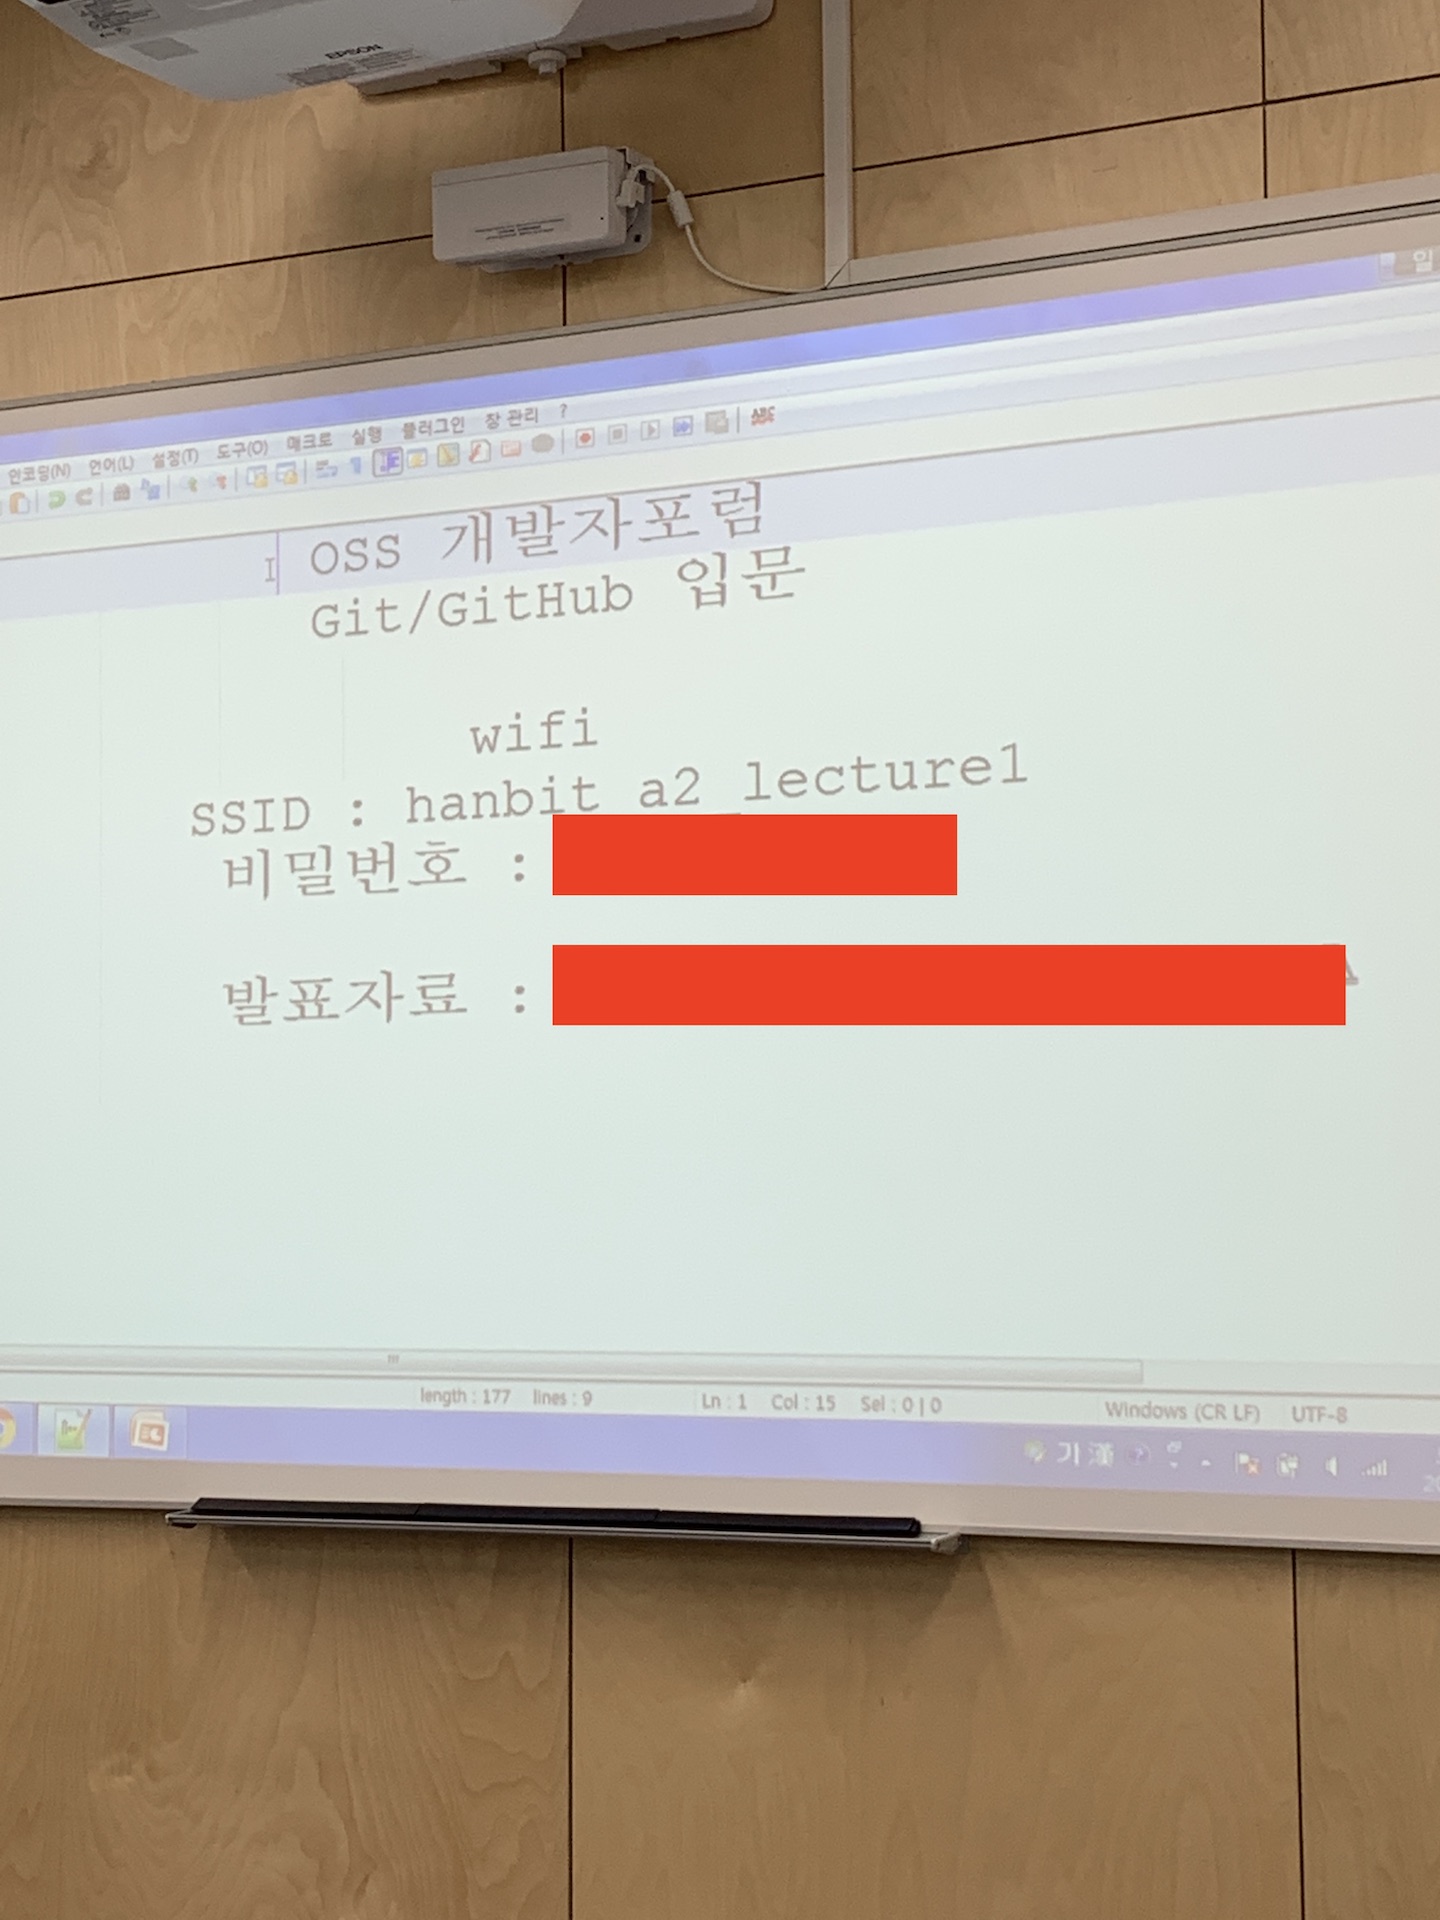 EPSON
인코딩(N) 언어(L) 설정(T) 도구(O) 매크로 실행 플러그인 창 관리 ?
ABC
OSS 개발자포럼
Git/GitHub 입문
wifi
SSID : hanbit_a2_lecture1
비밀번호 :
발표자료 :
length : 177 lines : 9 Ln : 1 Col : 15 Sel : 0 | 0 Windows (CR LF) UTF-8
가 漢